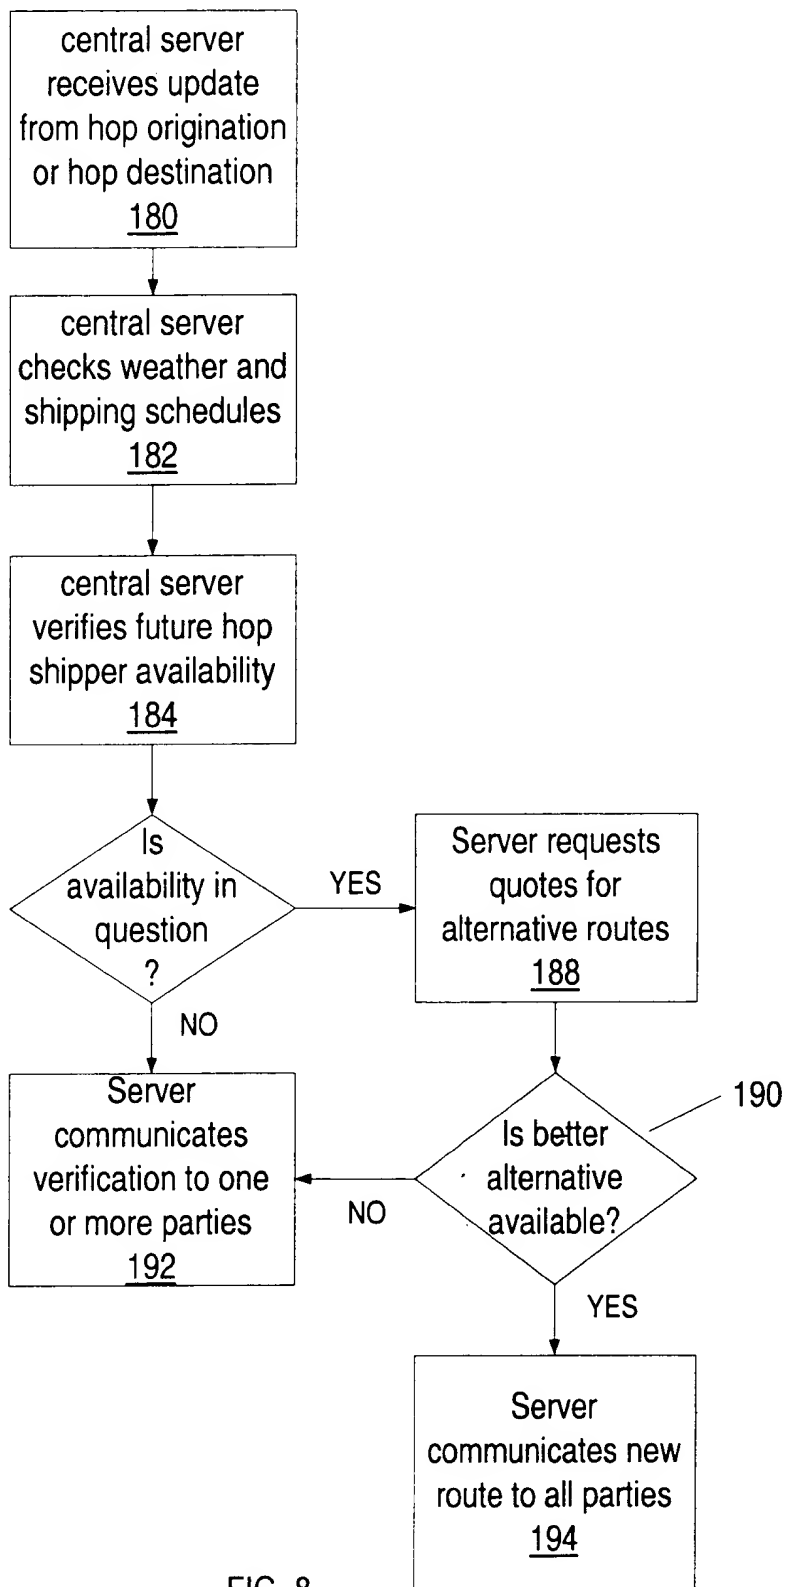 central server
receives update
from hop origination
or hop destination
180
central server
checks weather and
shipping schedules
182
central server
verifies future hop
shipper availability
184
Is
availability in
question
?
YES
NO
Server requests
quotes for
alternative routes
188
190
Is better
alternative
available?
NO
YES
Server
communicates
verification to one
or more parties
192
Server
communicates new
route to all parties
194
FIG. 8